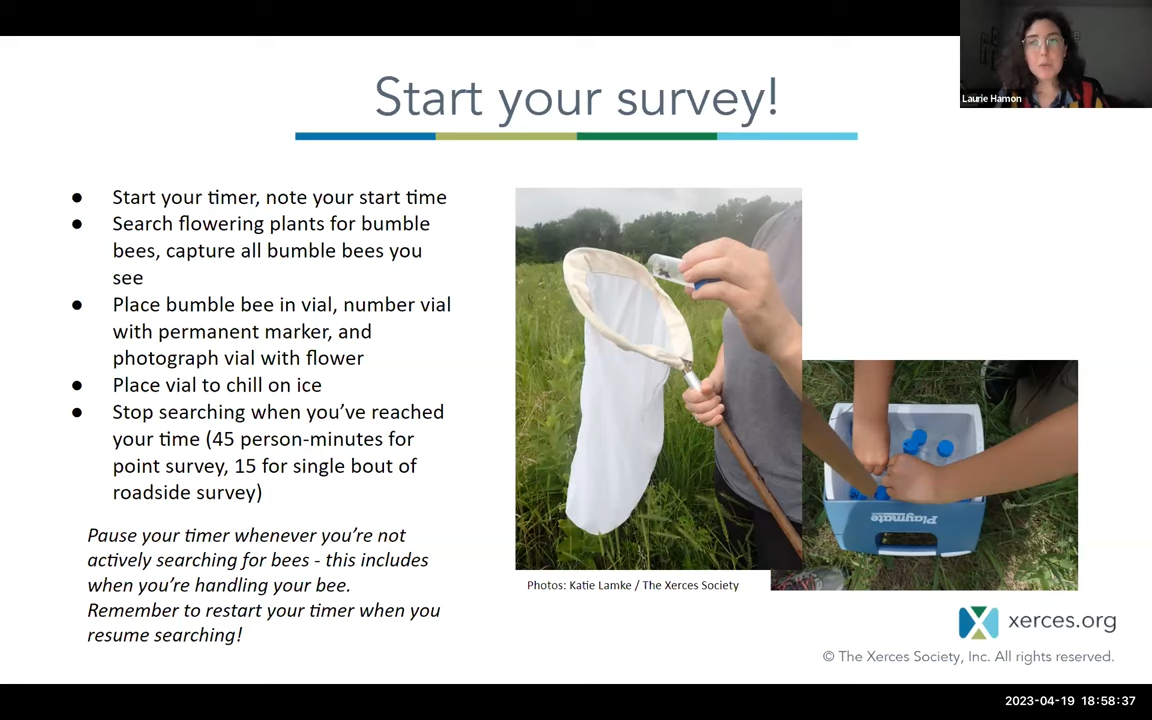 Start your survey!
Laurie Hamon
● Start your timer, note your start time
● Search flowering plants for bumble
bees, capture all bumble bees you
see
● Place bumble bee in vial, number vial
with permanent marker, and
photograph vial with flower
● Place vial to chill on ice
● Stop searching when you’ve reached
your time (45 person-minutes for
point survey, 15 for single bout of
roadside survey)
Pause your timer whenever you’re not
actively searching for bees - this includes
when you’re handling your bee.
Remember to restart your timer when you
resume searching!
Playmate
Photos: Katie Lamke / The Xerces Society
xerces.org
© The Xerces Society, Inc. All rights reserved.
2023-04-19 18:58:37